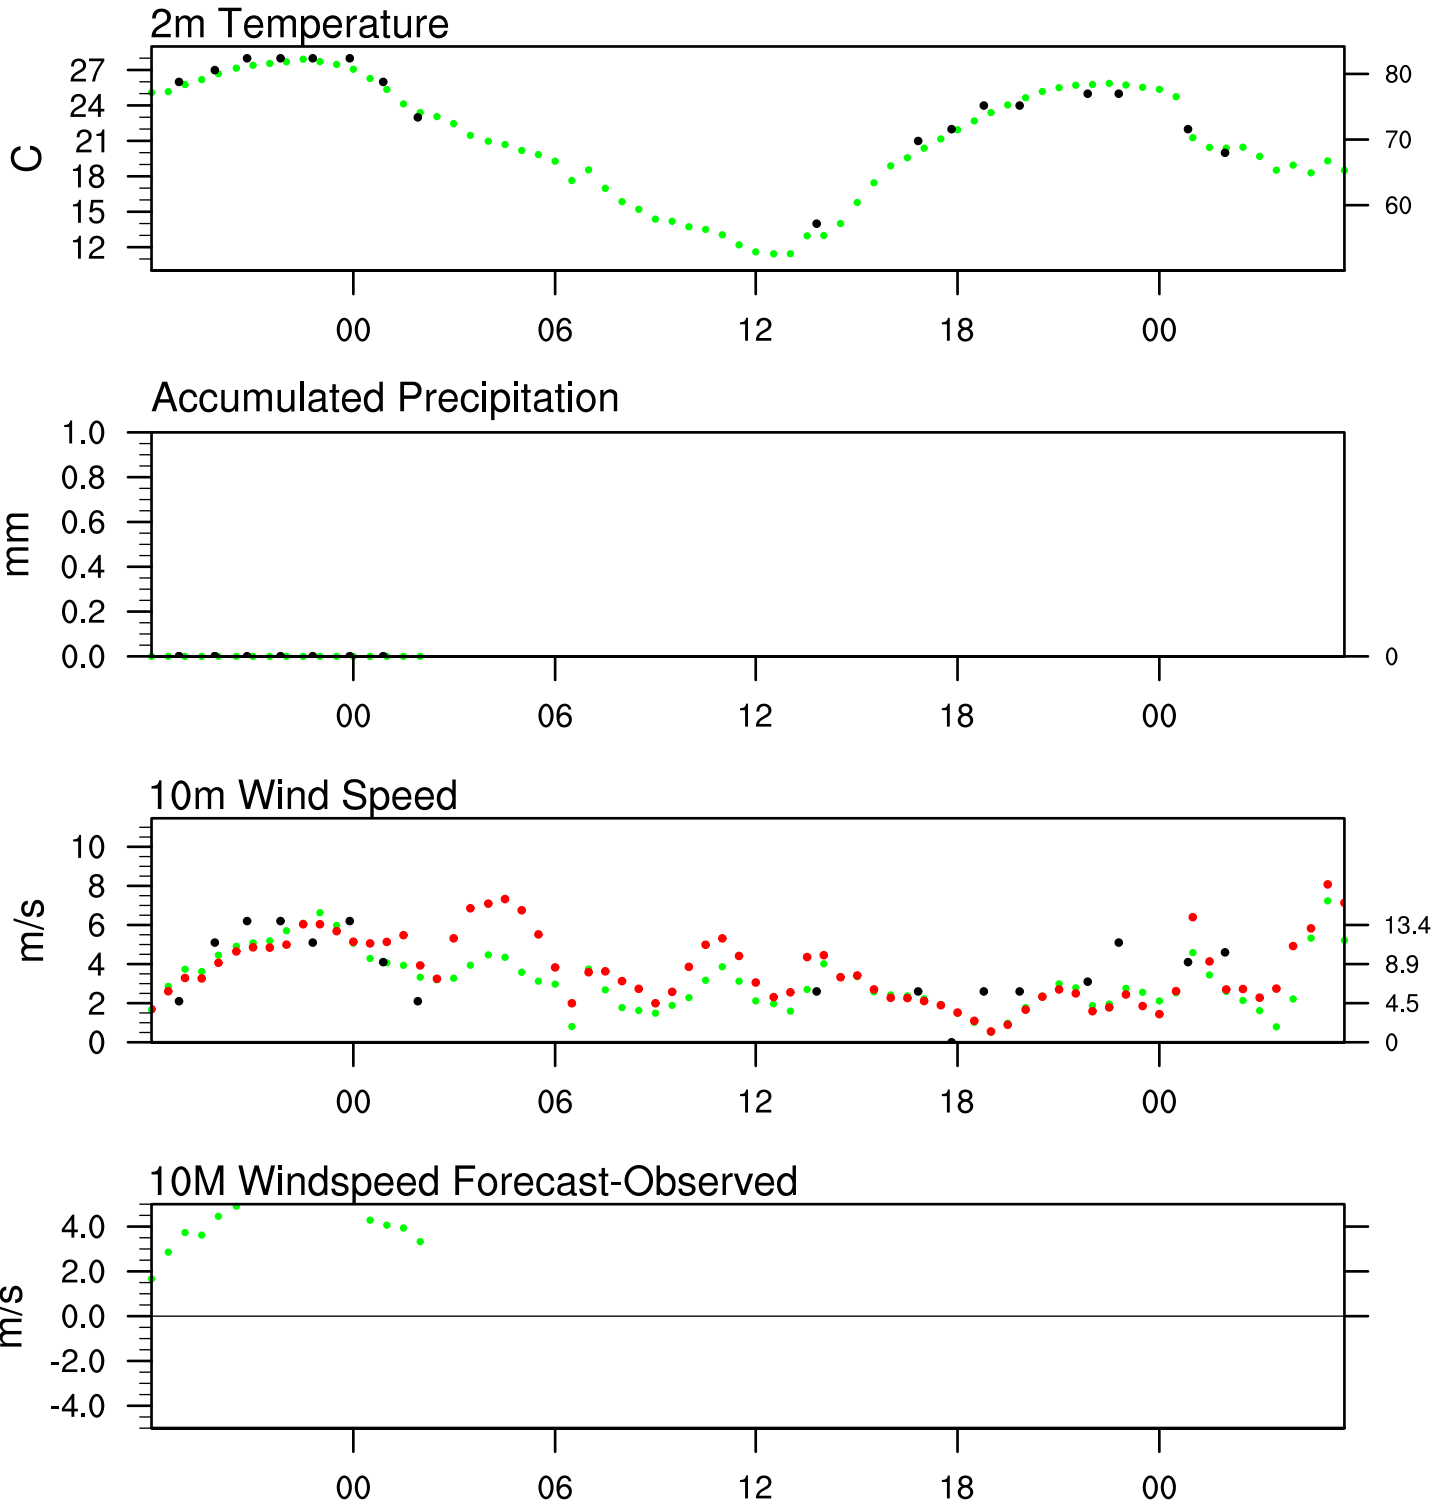 2m Temperature
C
27
24
21
18
15
12
80
70
60
00 06 12 18 00
Accumulated Precipitation
mm
1.0
0.8
0.6
0.4
0.2
0.0
0
00 06 12 18 00
10m Wind Speed
m/s
10
8
6
4
2
0
13.4
8.9
4.5
0
00 06 12 18 00
10M Windspeed Forecast-Observed
m/s
4.0
2.0
0.0
-2.0
-4.0
00 06 12 18 00